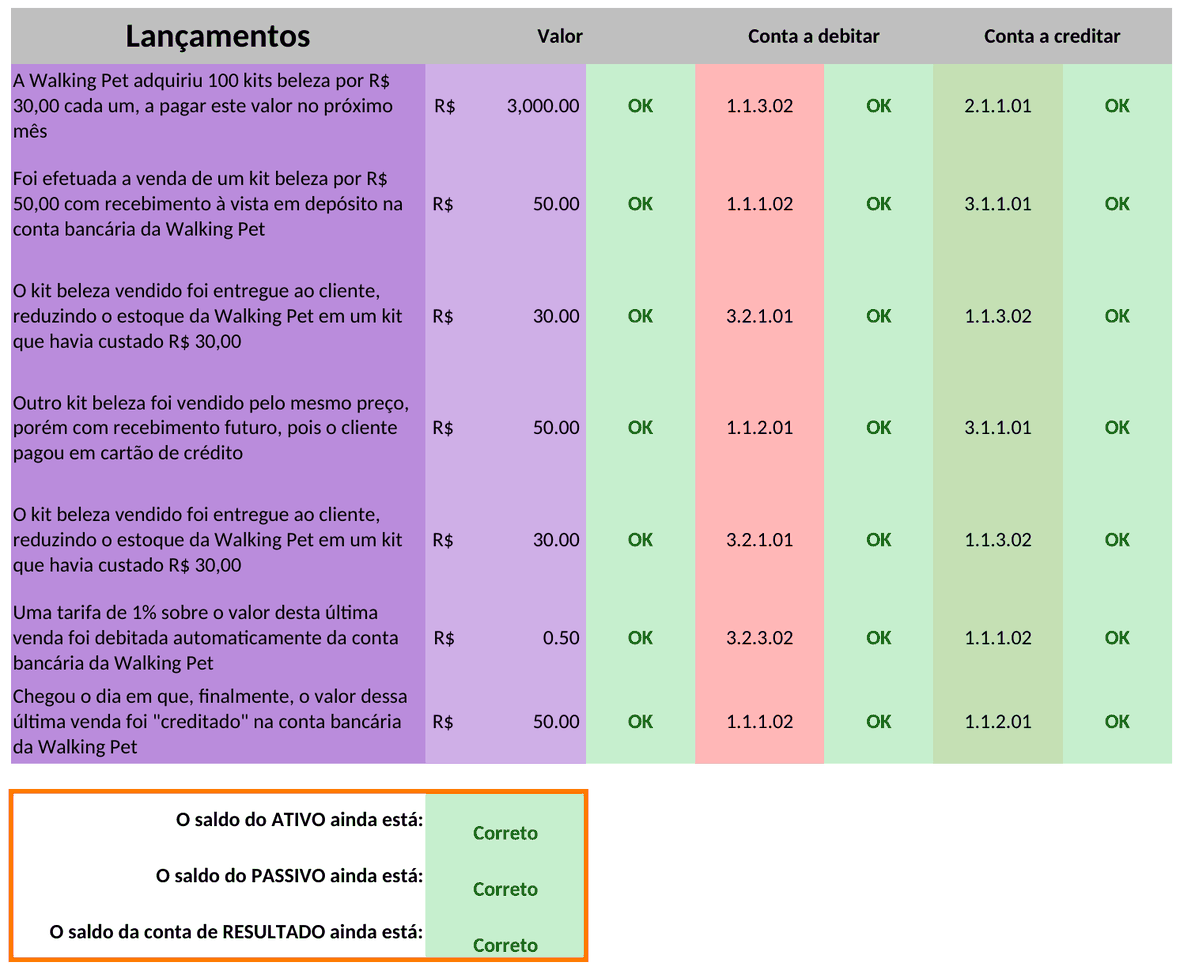 Lançamentos Valor Conta a debitar Conta a creditar
A Walking Pet adquiriu 100 kits beleza por R$
30,00 cada um, a pagar este valor no próximo R$ 3,000.00 OK 1.1.3.02 OK 2.1.1.01 OK
mês
Foi efetuada a venda de um kit beleza por R$
50,00 com recebimento à vista em depósito na R$ 50.00 OK 1.1.1.02 OK 3.1.1.01 OK
conta bancária da Walking Pet
O kit beleza vendido foi entregue ao cliente,
reduzindo o estoque da Walking Pet em um kit R$ 30.00 OK 3.2.1.01 OK 1.1.3.02 OK
que havia custado R$ 30,00
Outro kit beleza foi vendido pelo mesmo preço,
porém com recebimento futuro, pois o cliente R$ 50.00 OK 1.1.2.01 OK 3.1.1.01 OK
pagou em cartão de crédito
O kit beleza vendido foi entregue ao cliente,
reduzindo o estoque da Walking Pet em um kit R$ 30.00 OK 3.2.1.01 OK 1.1.3.02 OK
que havia custado R$ 30,00
Uma tarifa de 1% sobre o valor desta última
venda foi debitada automaticamente da conta R$ 0.50 OK 3.2.3.02 OK 1.1.1.02 OK
bancária da Walking Pet
Chegou o dia em que, finalmente, o valor dessa
última venda foi "creditado" na conta bancária R$ 50.00 OK 1.1.1.02 OK 1.1.2.01 OK
da Walking Pet
O saldo do ATIVO ainda está: Correto
O saldo do PASSIVO ainda está: Correto
O saldo da conta de RESULTADO ainda está: Correto